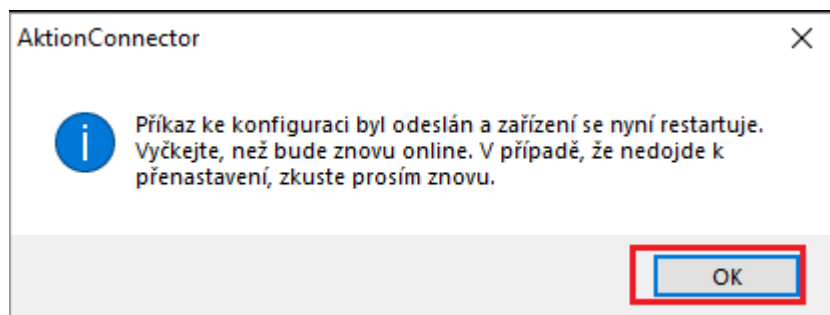 AktionConnector
Příkaz ke konfiguraci byl odeslán a zařízení se nyní restartuje.
Vyčkejte, než bude znovu online. V případě, že nedojde k
přenastavení, zkuste prosím znovu.
OK